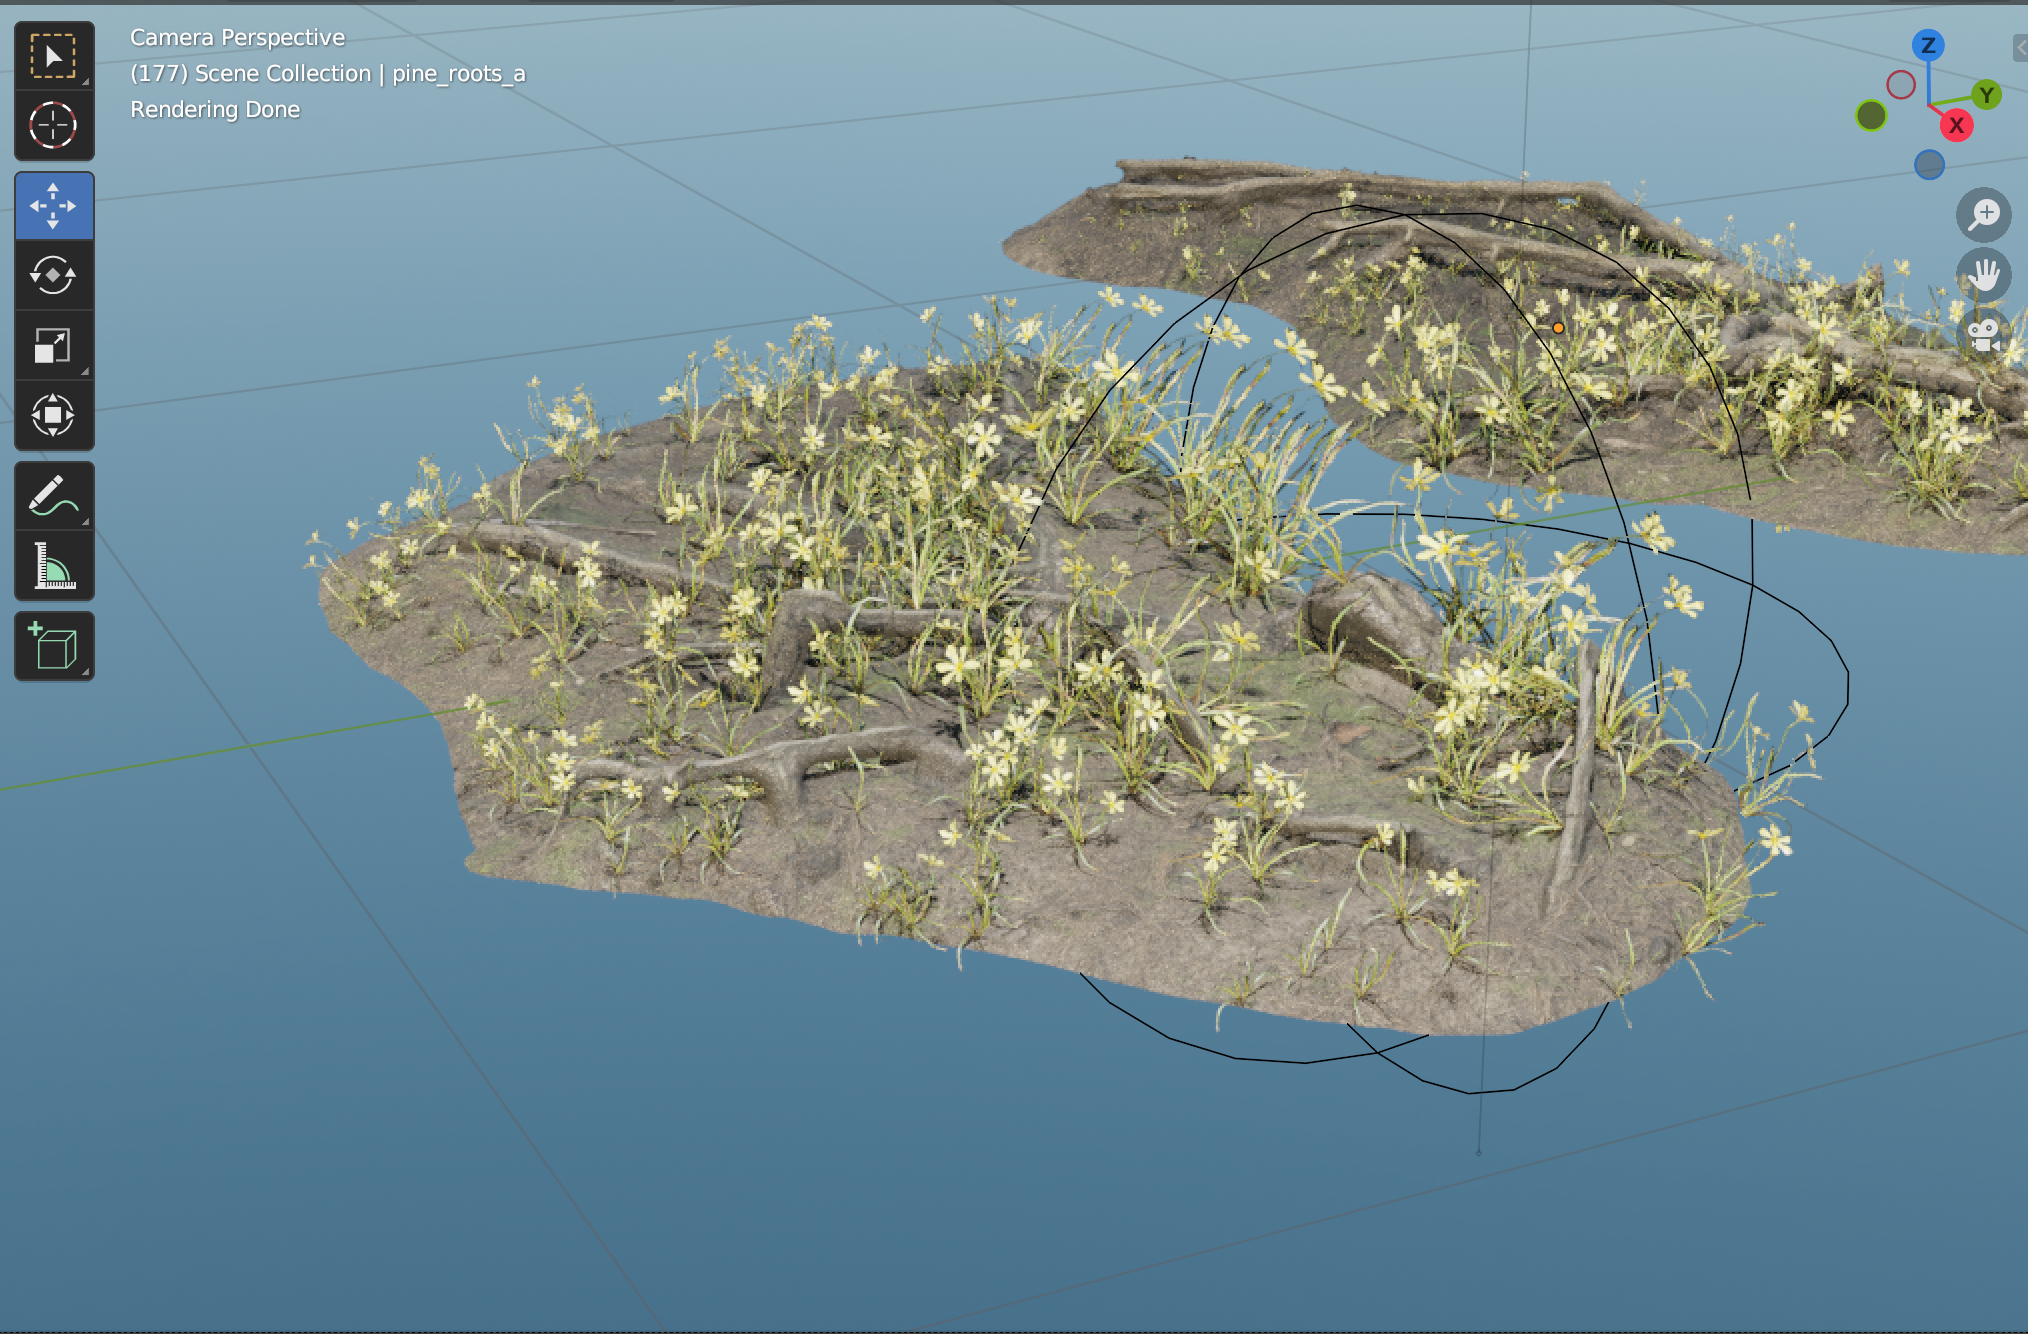 Camera Perspective
(177) Scene Collection | pine_roots_a
Rendering Done
Z
Y
X